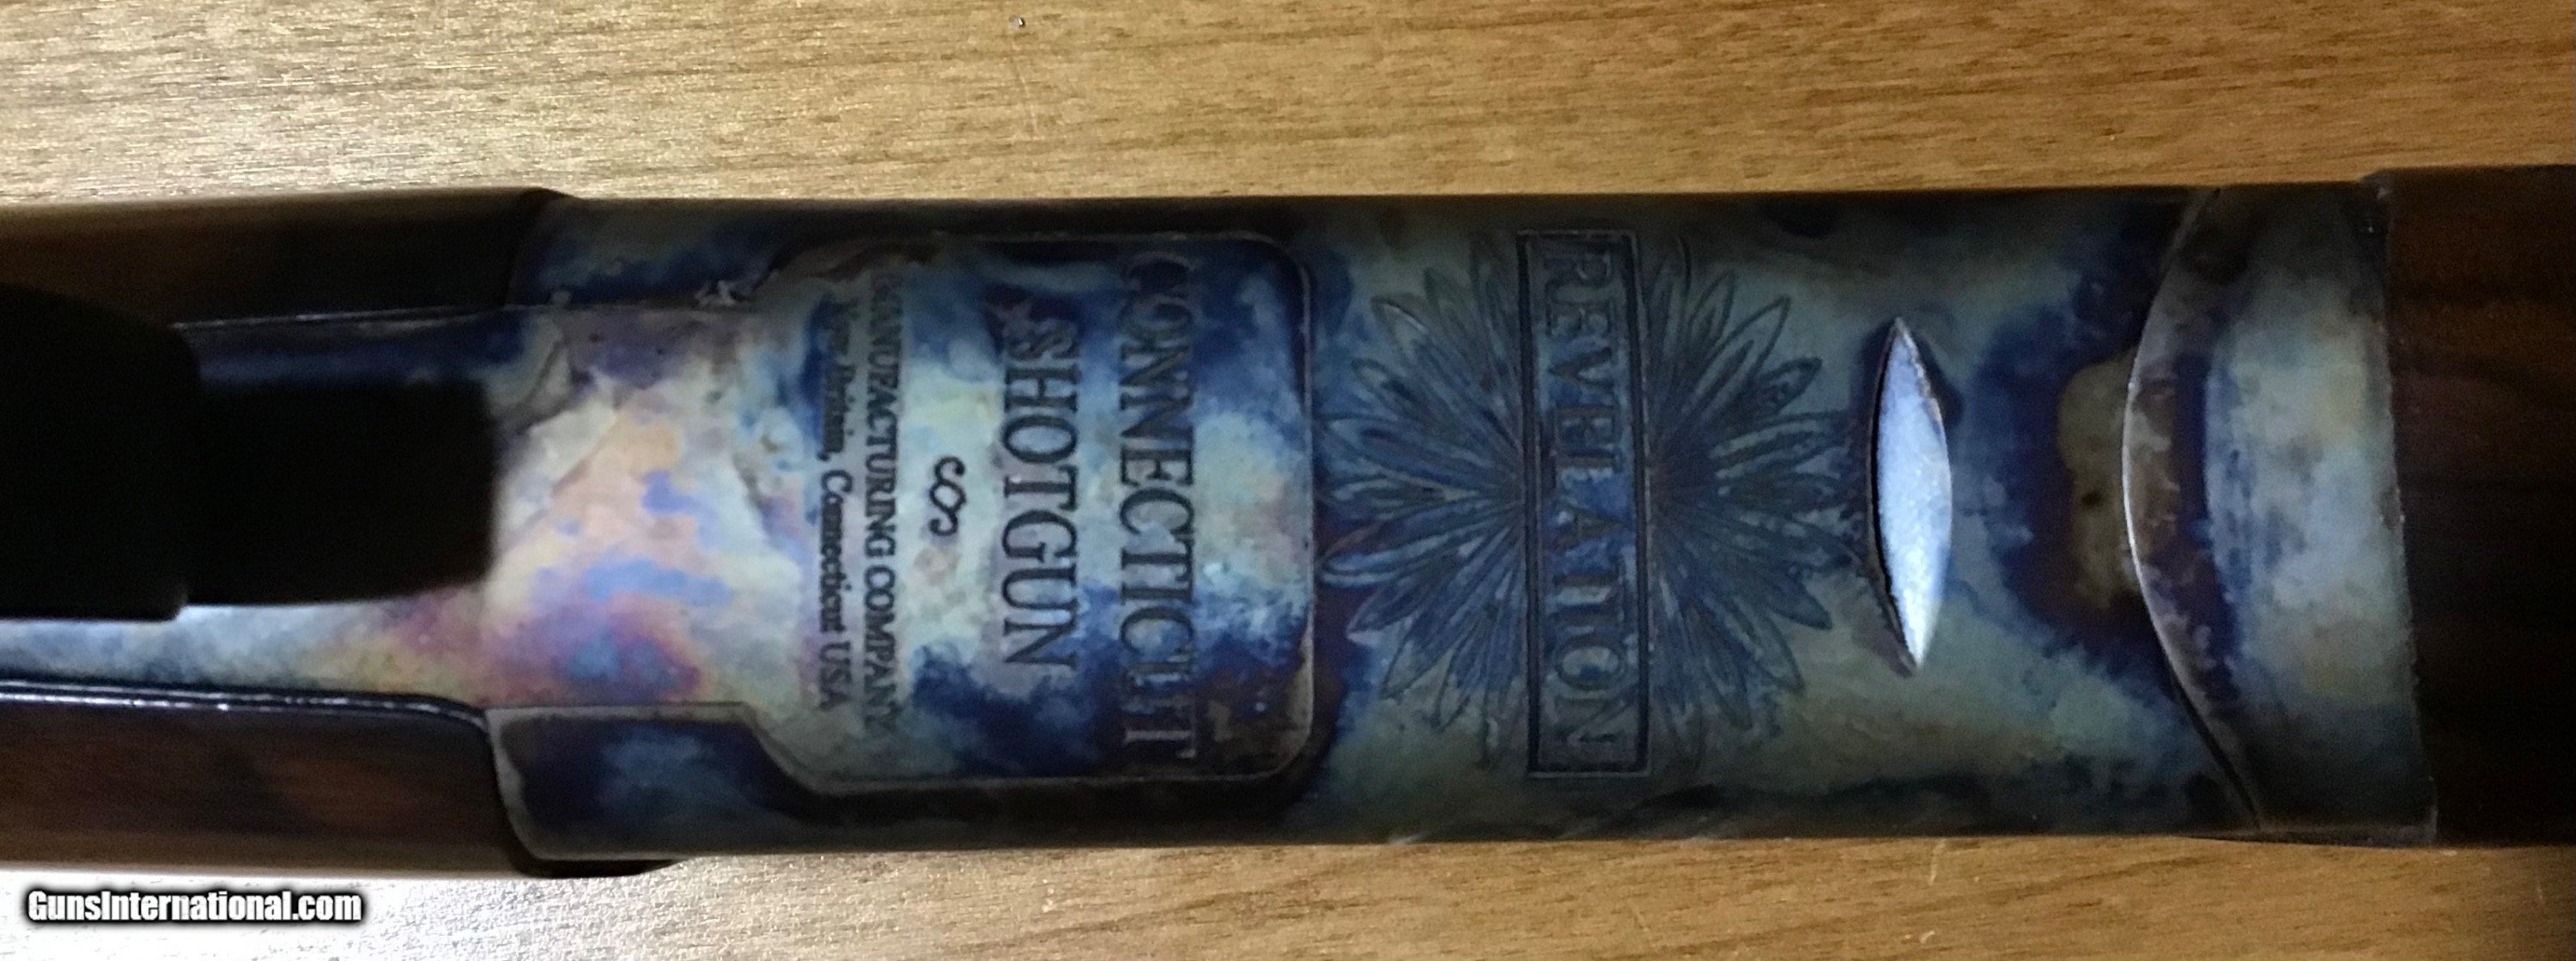 REVELATION
CONNECTICUT
SHOTGUN
MANUFACTURING COMPANY
New Britain, Connecticut USA
GunsInternational.com